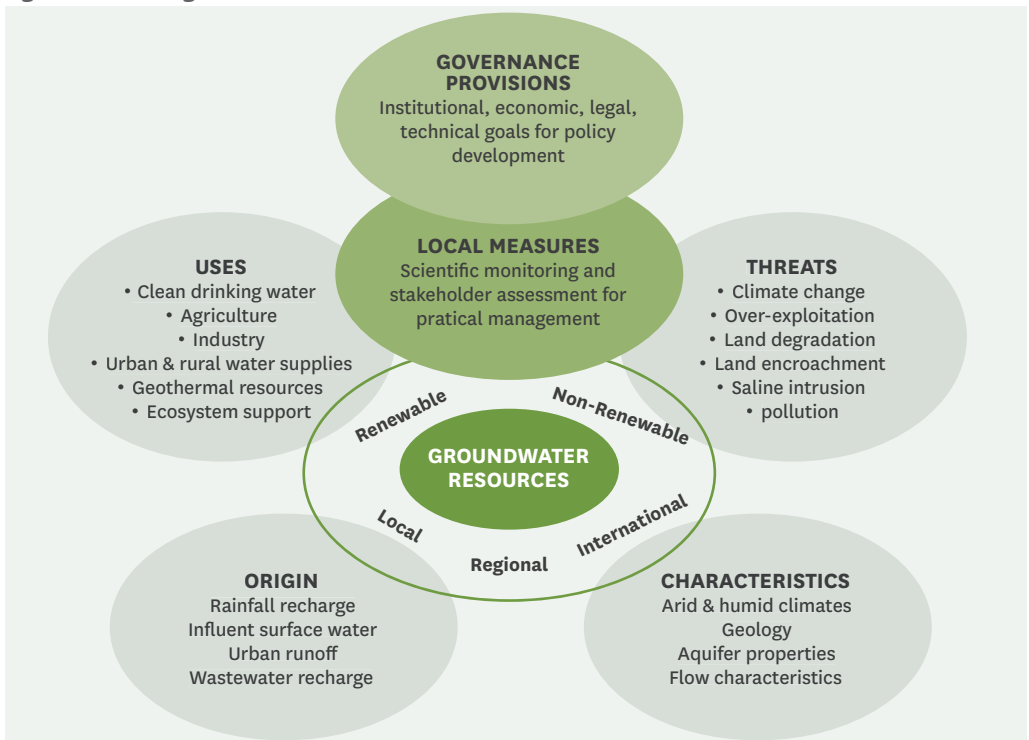 GOVERNANCE
PROVISIONS
Institutional, economic, legal,
technical goals for policy
development
LOCAL MEASURES
Scientific monitoring and
stakeholder assessment for
pratical management
USES
• Clean drinking water
• Agriculture
• Industry
• Urban & rural water supplies
• Geothermal resources
• Ecosystem support
THREATS
• Climate change
• Over-exploitation
• Land degradation
• Land encroachment
• Saline intrusion
• pollution
Renewable
Non-Renewable
GROUNDWATER
RESOURCES
Local
Regional
International
ORIGIN
Rainfall recharge
Influent surface water
Urban runoff
Wastewater recharge
CHARACTERISTICS
Arid & humid climates
Geology
Aquifer properties
Flow characteristics